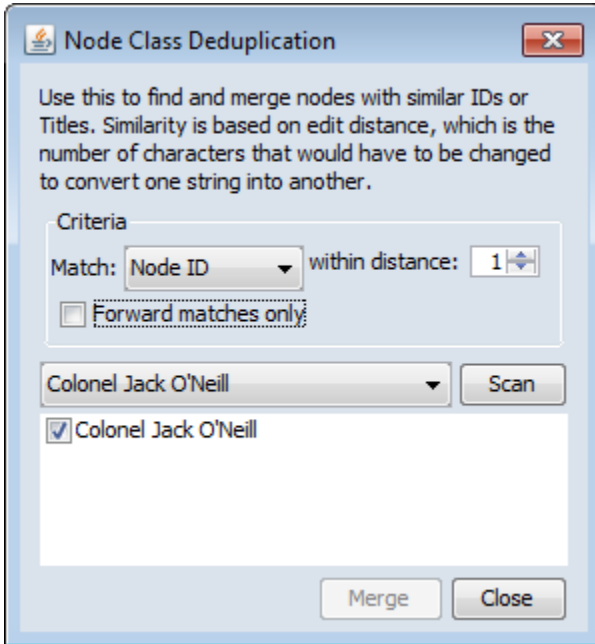 Node Class Deduplication
Use this to find and merge nodes with similar IDs or
Titles. Similarity is based on edit distance, which is the
number of characters that would have to be changed
to convert one string into another.
Criteria
Match: Node ID within distance: 1
Forward matches only
Colonel Jack O'Neill Scan
Colonel Jack O'Neill
Merge Close